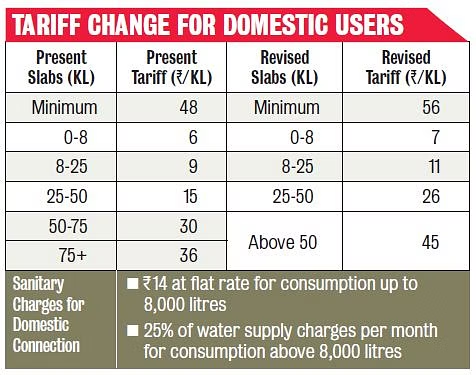 TARIFF CHANGE FOR DOMESTIC USERS
Present Slabs (KL) Present Tariff (₹/KL) Revised Slabs (KL) Revised Tariff (₹/KL)
Minimum 48 Minimum 56
0-8 6 0-8 7
8-25 9 8-25 11
25-50 15 25-50 26
50-75 30 Above 50 45
75+ 36
Sanitary Charges for Domestic Connection
₹14 at flat rate for consumption up to
8,000 litres
25% of water supply charges per month
for consumption above 8,000 litres